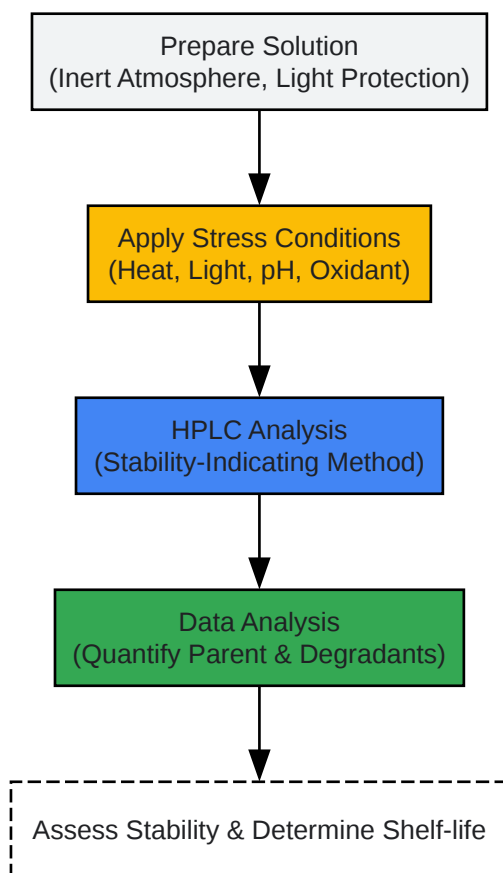 Prepare Solution
(Inert Atmosphere, Light Protection)
Apply Stress Conditions
(Heat, Light, pH, Oxidant)
HPLC Analysis
(Stability-Indicating Method)
Data Analysis
(Quantify Parent & Degradants)
Assess Stability & Determine Shelf-life